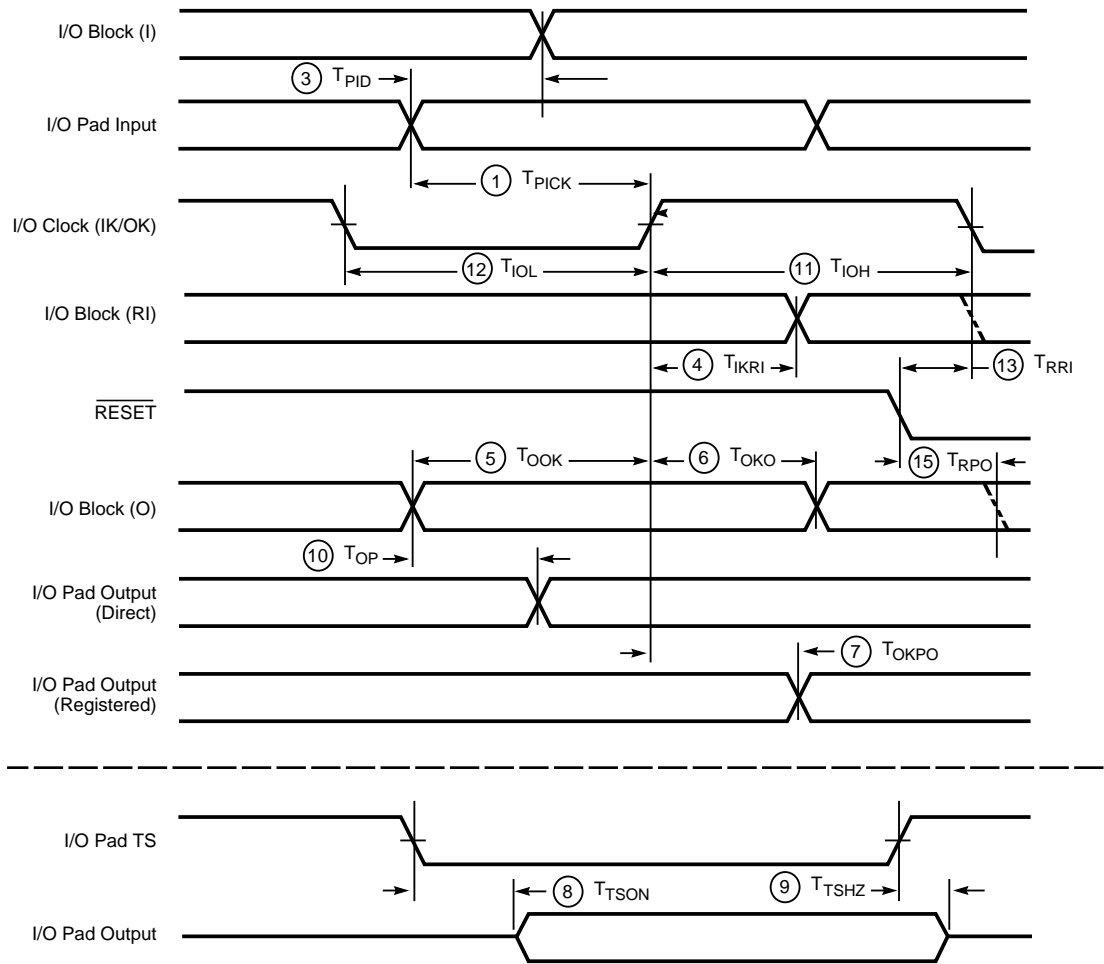 I/O Block (I)
3 TPID
I/O Pad Input
1 TPICK
I/O Clock (IK/OK)
12 TIOL
11 TIOH
I/O Block (RI)
4 TIKRI
13 TRRI
RESET
5 TOOK
6 TOKO
15 TRPO
I/O Block (O)
10 TOP
I/O Pad Output
(Direct)
7 TOKPO
I/O Pad Output
(Registered)
I/O Pad TS
8 TTSON
9 TTSHZ
I/O Pad Output